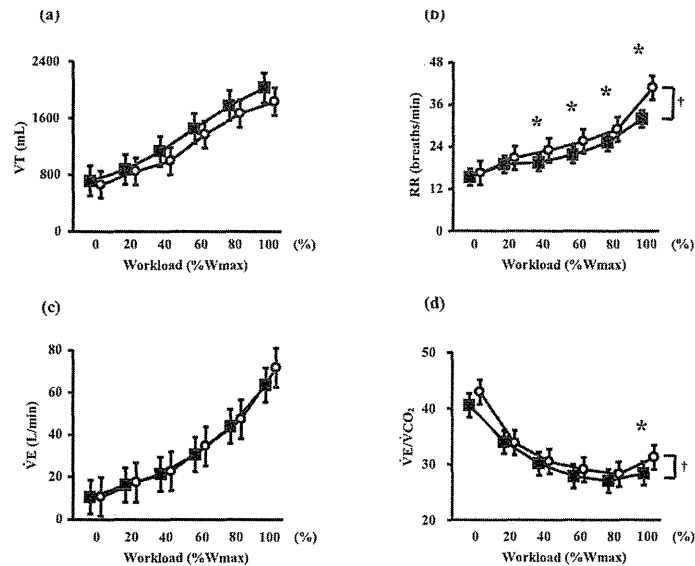 (a)
2400
1600
800
0
VT (mL)
0 20 40 60 80 100 (%)
Workload (%Wmax)
(b)
48
36
24
12
0
RR (breaths/min)
* * * * *
†
0 20 40 60 80 100 (%)
Workload (%Wmax)
(c)
80
60
40
20
0
V̇E (L/min)
0 20 40 60 80 100 (%)
Workload (%Wmax)
(d)
50
40
30
20
V̇E/V̇CO₂
*
†
0 20 40 60 80 100 (%)
Workload (%Wmax)